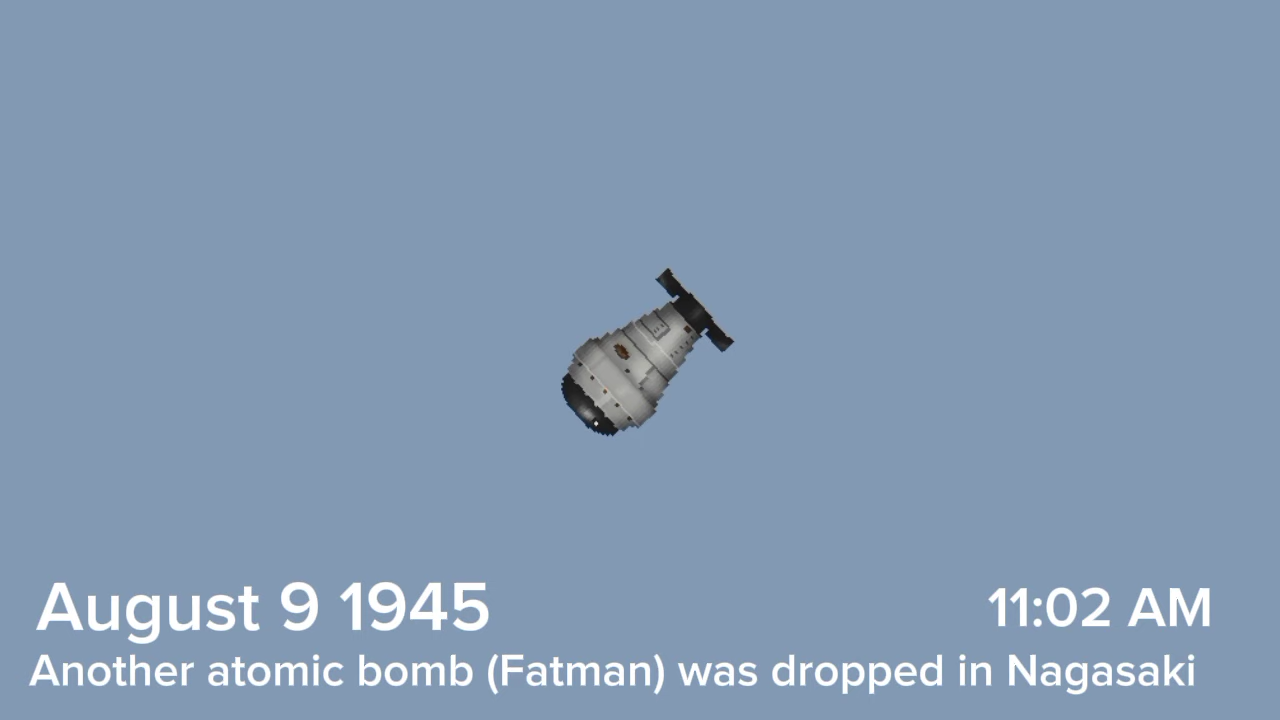 August 9 1945
11:02 AM
Another atomic bomb (Fatman) was dropped in Nagasaki